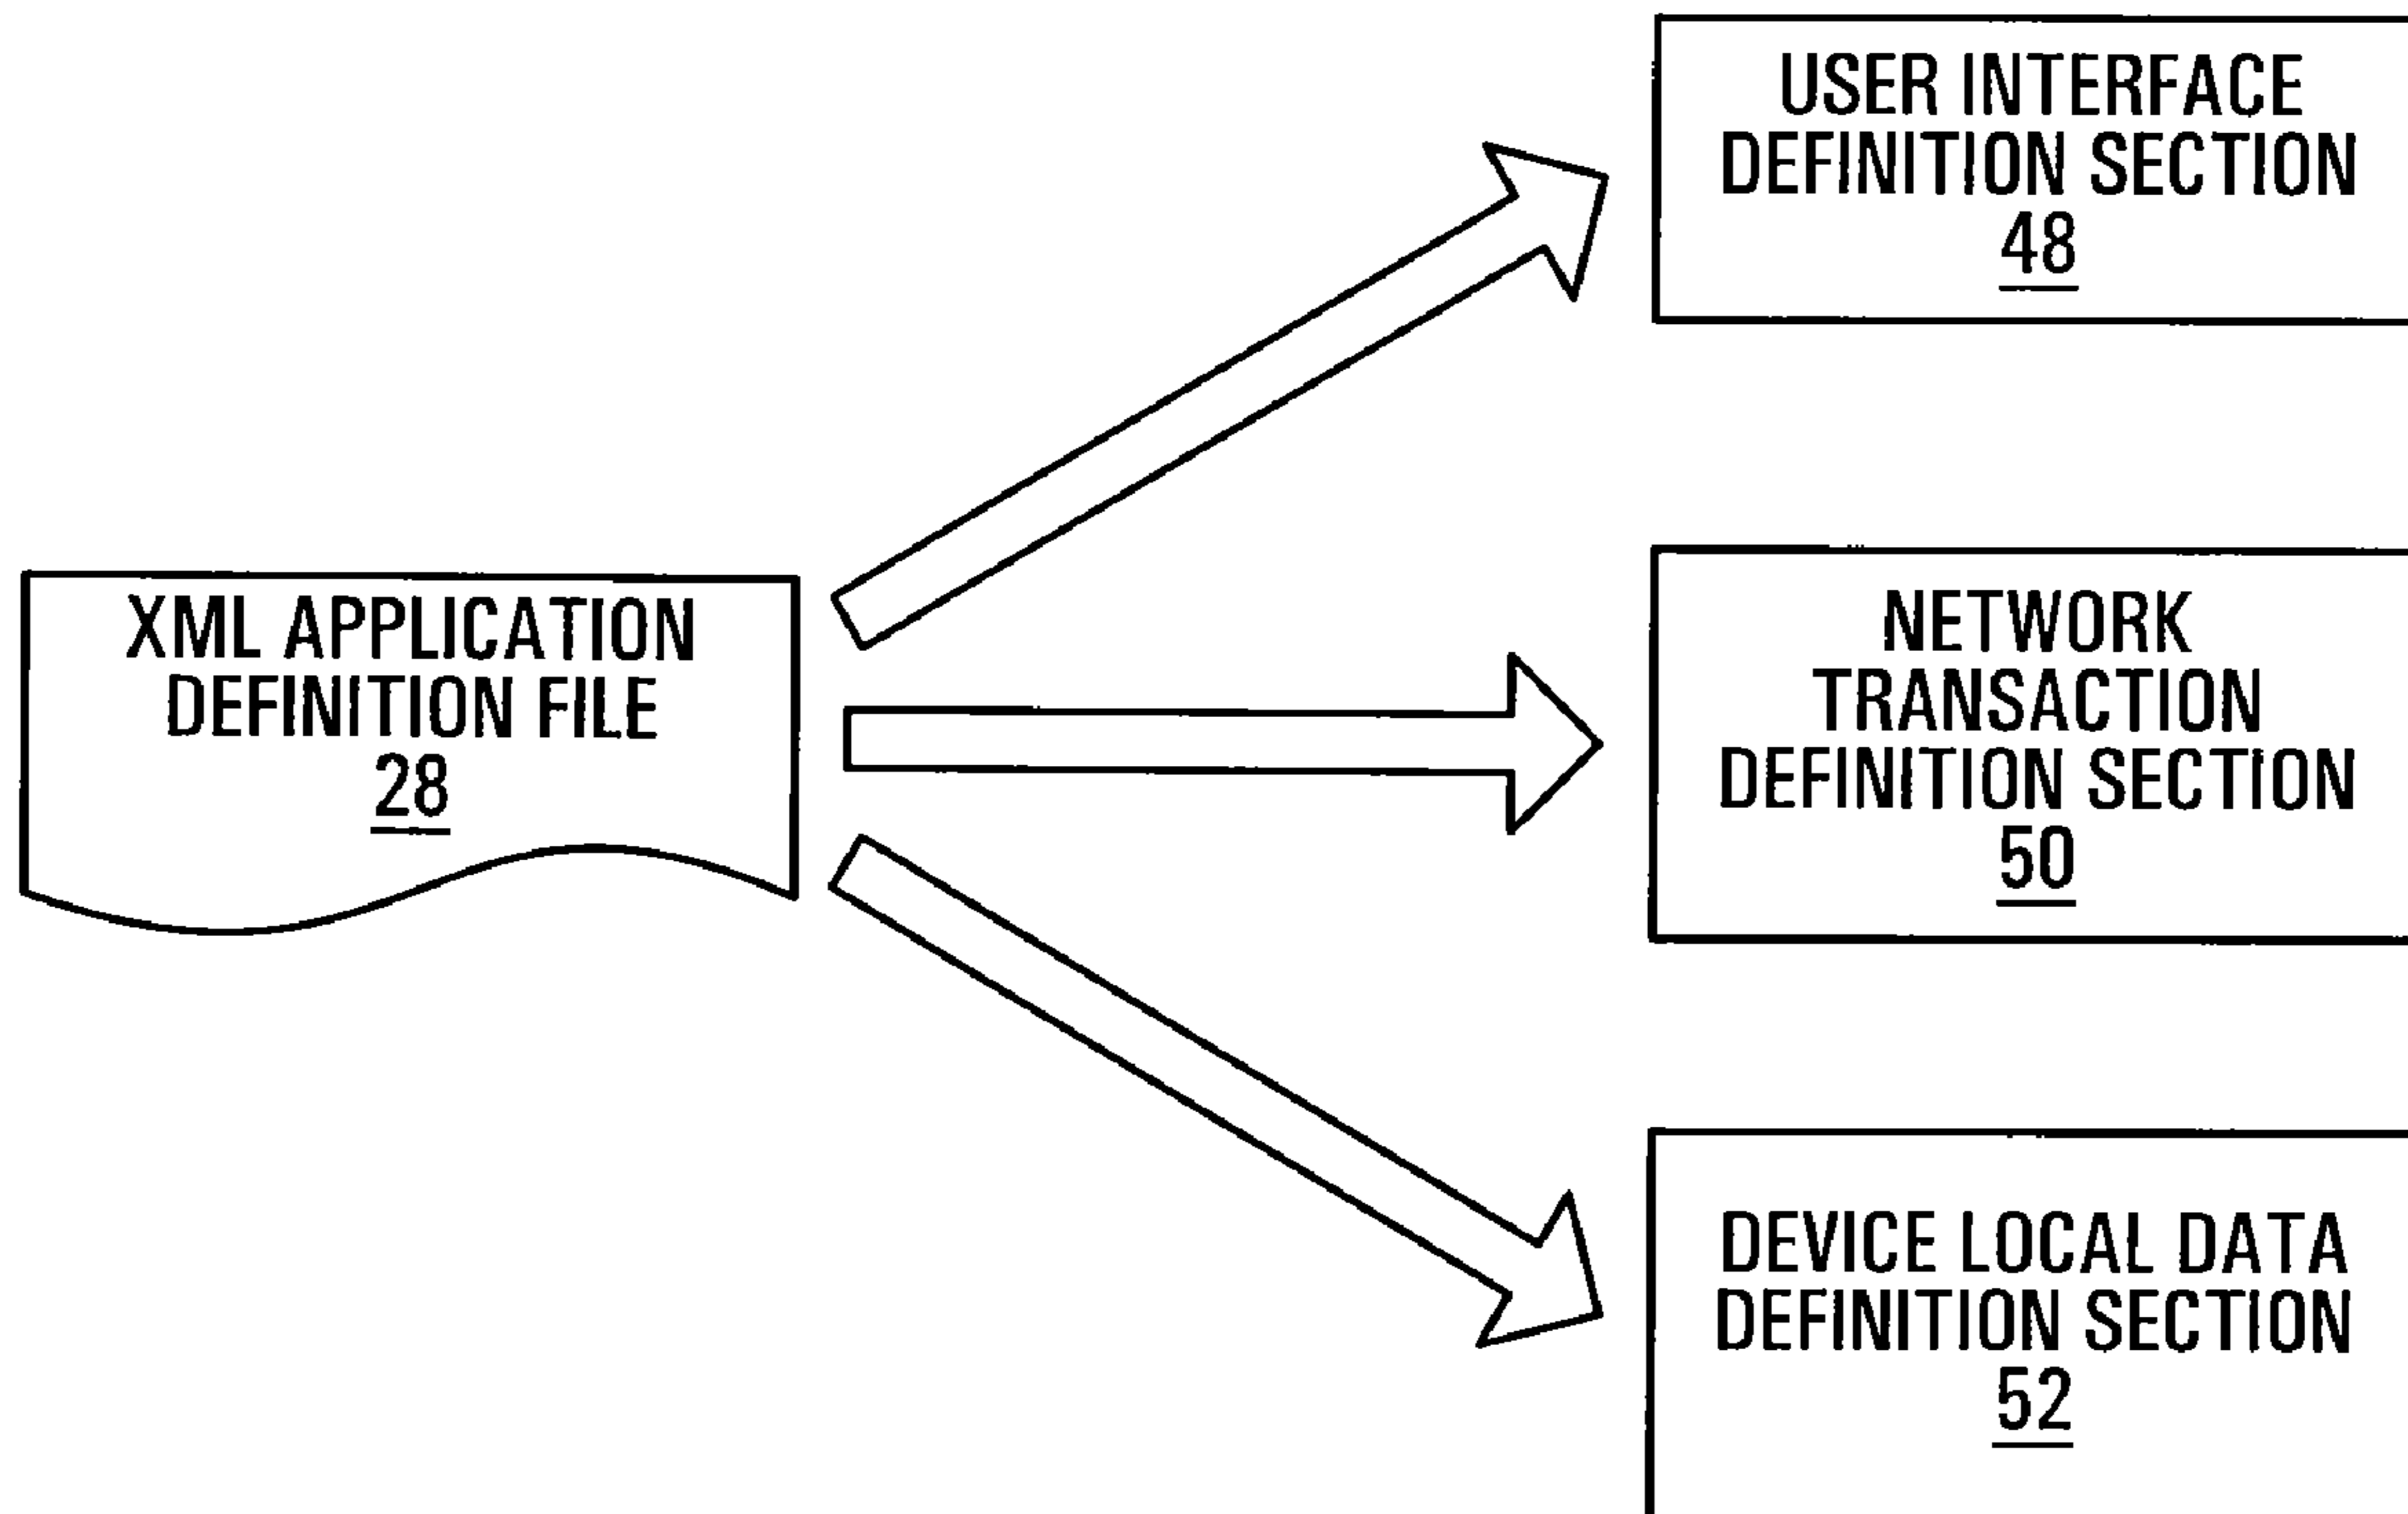 USER INTERFACE
DEFINITION SECTION
48
XML APPLICATION
DEFINITION FILE
28
NETWORK
TRANSACTION
DEFINITION SECTION
50
DEVICE LOCAL DATA
DEFINITION SECTION
52